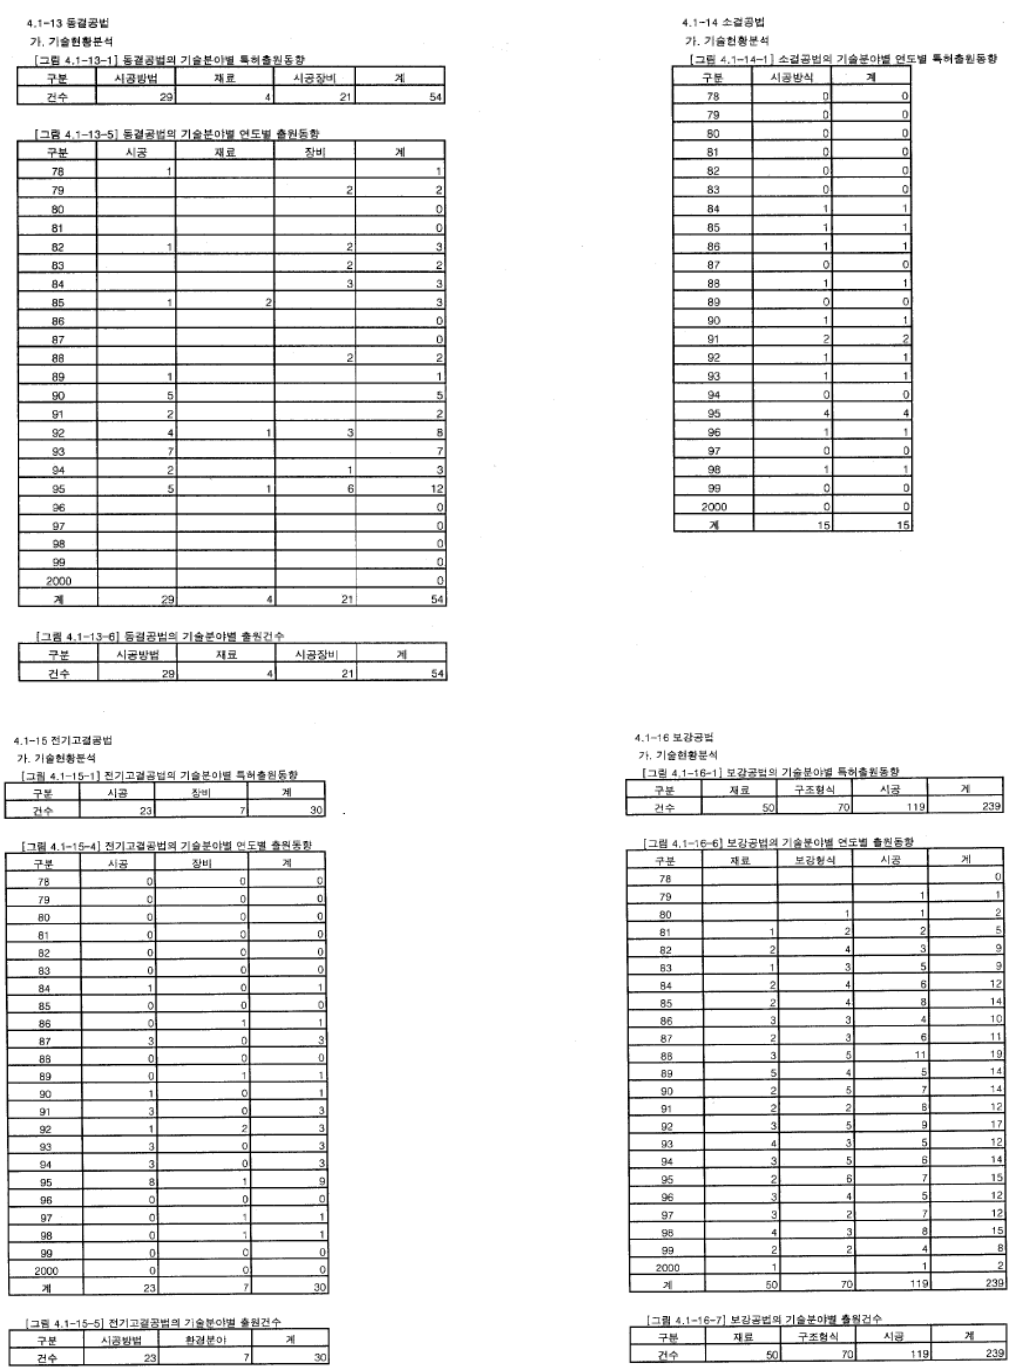 4.1-13 동결공법
가. 기술현황분석
[그림 4.1-13-1] 동결공법의 기술분야별 특허출원동향
구분 시공방법 재료 시공장비 계
건수 29 4 21 54
[그림 4.1-13-5] 동결공법의 기술분야별 연도별 출원동향
구분 시공 재료 장비 계
78 1 1
79 2 2
80 0
81 0
82 1 2 3
83 2 2
84 3 3
85 1 2 3
86 0
87 0
88 2 2
89 1 1
90 5 5
91 2 2
92 4 1 3 8
93 7 7
94 2 1 3
95 5 1 6 12
96 0
97 0
98 0
99 0
2000 0
계 29 4 21 54
[그림 4.1-13-6] 동결공법의 기술분야별 출원건수
구분 시공방법 재료 시공장비 계
건수 29 4 21 54
4.1-14 소결공법
가. 기술현황분석
[그림 4.1-14-1] 소결공법의 기술분야별 연도별 특허출원동향
구분 시공방식 계
78 0 0
79 0 0
80 0 0
81 0 0
82 0 0
83 0 0
84 1 1
85 1 1
86 1 1
87 0 0
88 1 1
89 0 0
90 1 1
91 2 2
92 1 1
93 1 1
94 0 0
95 4 4
96 1 1
97 0 0
98 1 1
99 0 0
2000 0 0
계 15 15
4.1-15 전기고결공법
가. 기술현황분석
[그림 4.1-15-1] 전기고결공법의 기술분야별 특허출원동향
구분 시공 장비 계
건수 23 7 30
[그림 4.1-15-4] 전기고결공법의 기술분야별 연도별 출원동향
구분 시공 장비 계
78 0 0 0
79 0 0 0
80 0 0 0
81 0 0 0
82 0 0 0
83 0 0 0
84 1 0 1
85 0 0 0
86 0 1 1
87 3 0 3
88 0 0 0
89 0 1 1
90 1 0 1
91 3 0 3
92 1 2 3
93 3 0 3
94 3 0 3
95 8 1 9
96 0 0 0
97 0 1 1
98 0 1 1
99 0 0 0
2000 0 0 0
계 23 7 30
[그림 4.1-15-5] 전기고결공법의 기술분야별 출원건수
구분 시공방법 환경분야 계
건수 23 7 30
4.1-16 보강공법
가. 기술현황분석
[그림 4.1-16-1] 보강공법의 기술분야별 특허출원동향
구분 재료 구조형식 시공 계
건수 50 70 119 239
[그림 4.1-16-6] 보강공법의 기술분야별 연도별 출원동향
구분 재료 보강형식 시공 계
78 0
79 1 1
80 1 1 2
81 1 2 2 5
82 2 4 3 9
83 1 3 5 9
84 2 4 6 12
85 2 4 8 14
86 3 3 4 10
87 2 3 6 11
88 3 5 11 19
89 5 4 5 14
90 2 5 7 14
91 2 2 8 12
92 3 5 9 17
93 4 3 5 12
94 3 5 6 14
95 2 6 7 15
96 3 4 5 12
97 3 2 7 12
98 4 3 8 15
99 2 2 4 8
2000 1 1 2
계 50 70 119 239
[그림 4.1-16-7] 보강공법의 기술분야별 출원건수
구분 재료 구조형식 시공 계
건수 50 70 119 239